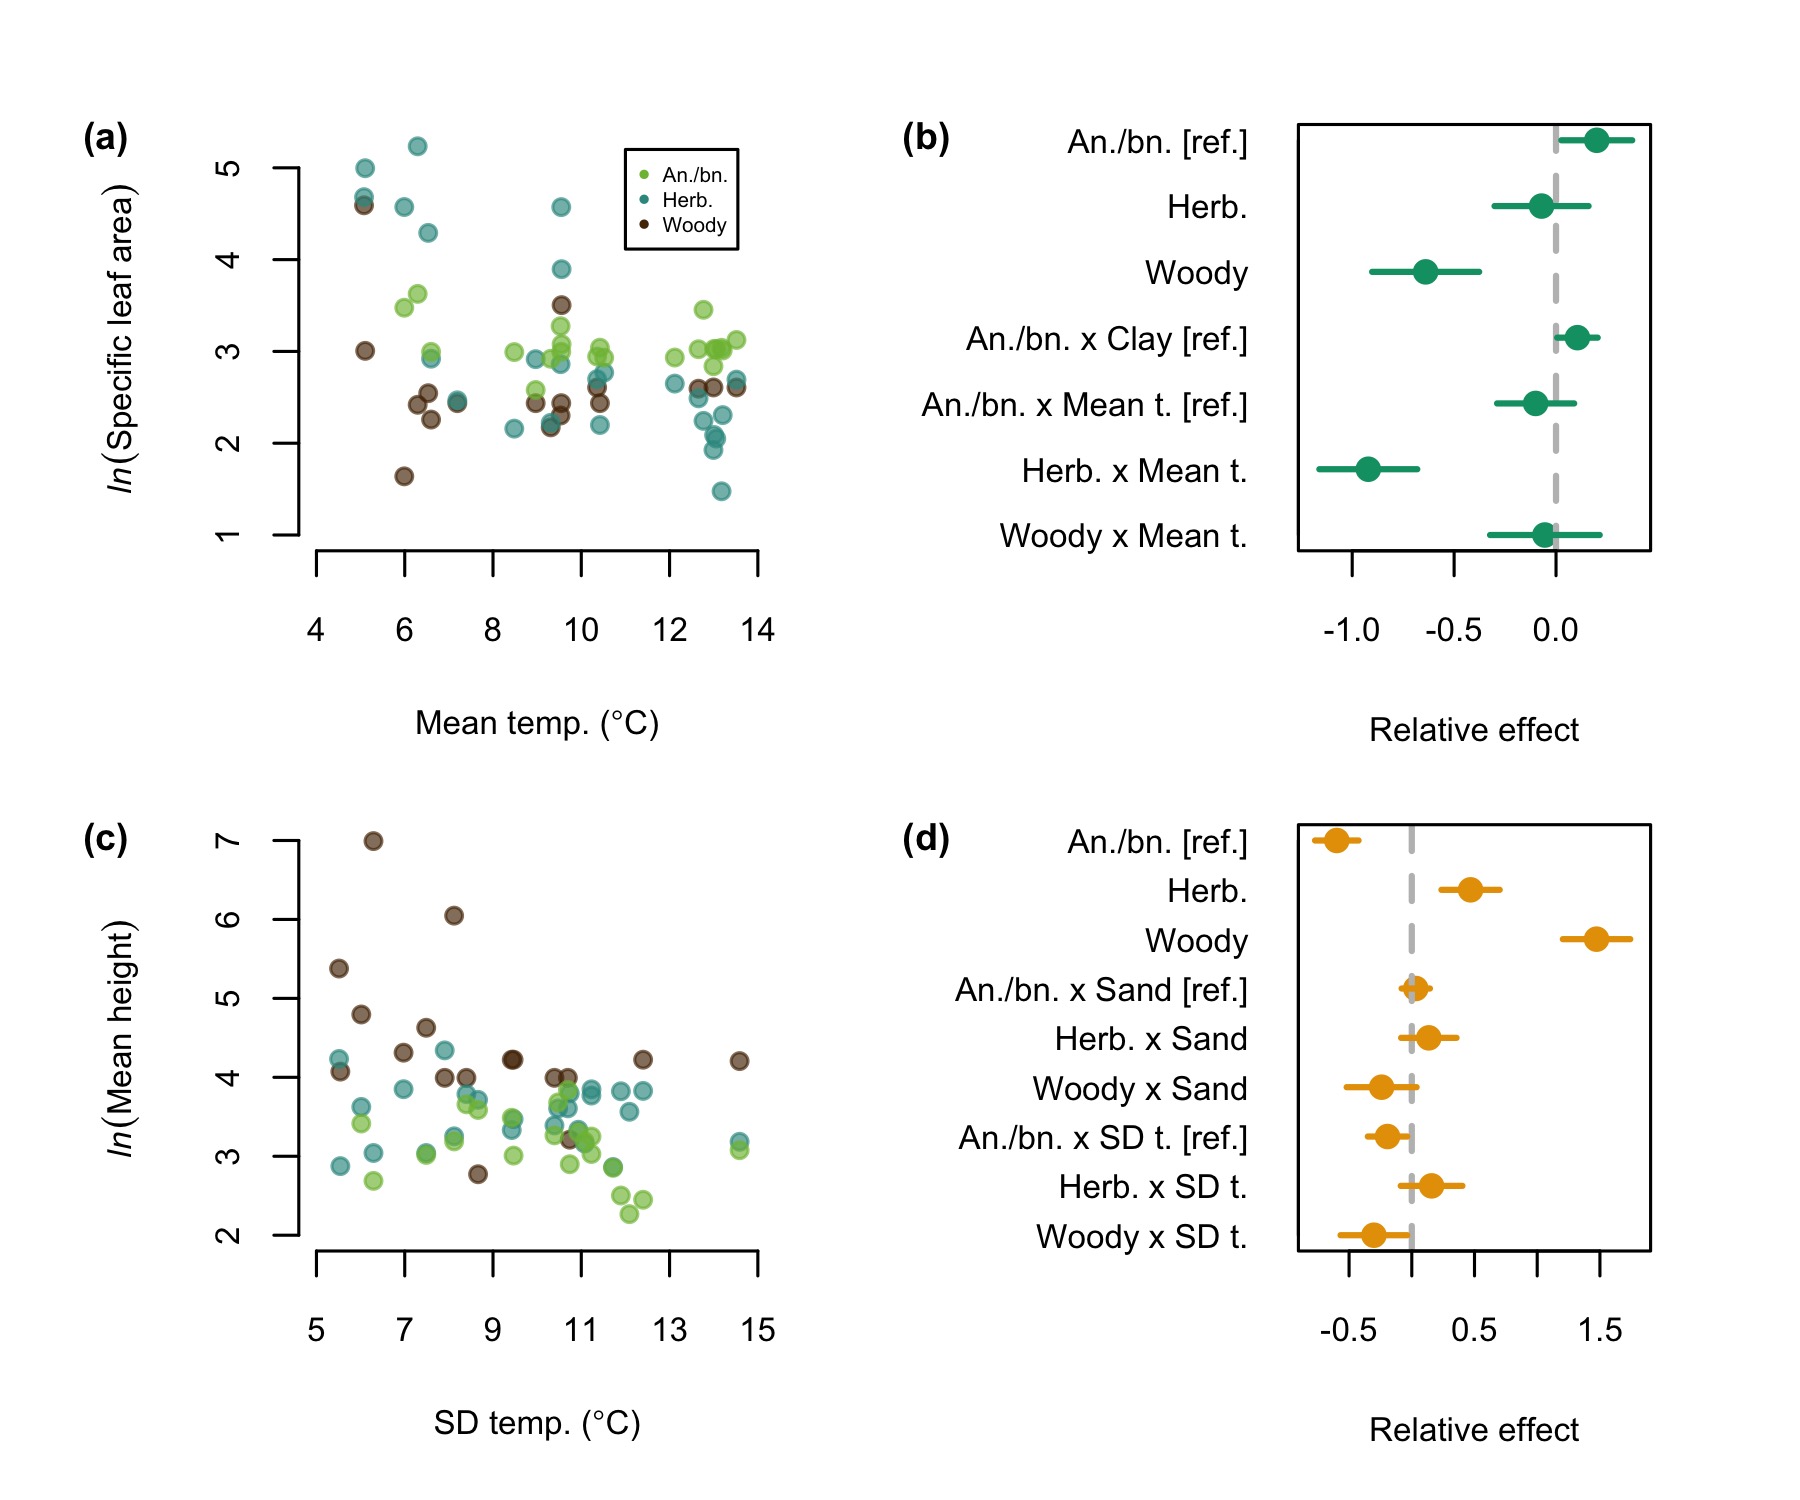 (a)
ln(Specific leaf area)
5
4
3
2
1
An./bn.
Herb.
Woody
4 6 8 10 12 14
Mean temp. (°C)
(b)
An./bn. [ref.]
Herb.
Woody
An./bn. x Clay [ref.]
An./bn. x Mean t. [ref.]
Herb. x Mean t.
Woody x Mean t.
-1.0 -0.5 0.0
Relative effect
(c)
ln(Mean height)
7
6
5
4
3
2
5 7 9 11 13 15
SD temp. (°C)
(d)
An./bn. [ref.]
Herb.
Woody
An./bn. x Sand [ref.]
Herb. x Sand
Woody x Sand
An./bn. x SD t. [ref.]
Herb. x SD t.
Woody x SD t.
-0.5 0.5 1.5
Relative effect